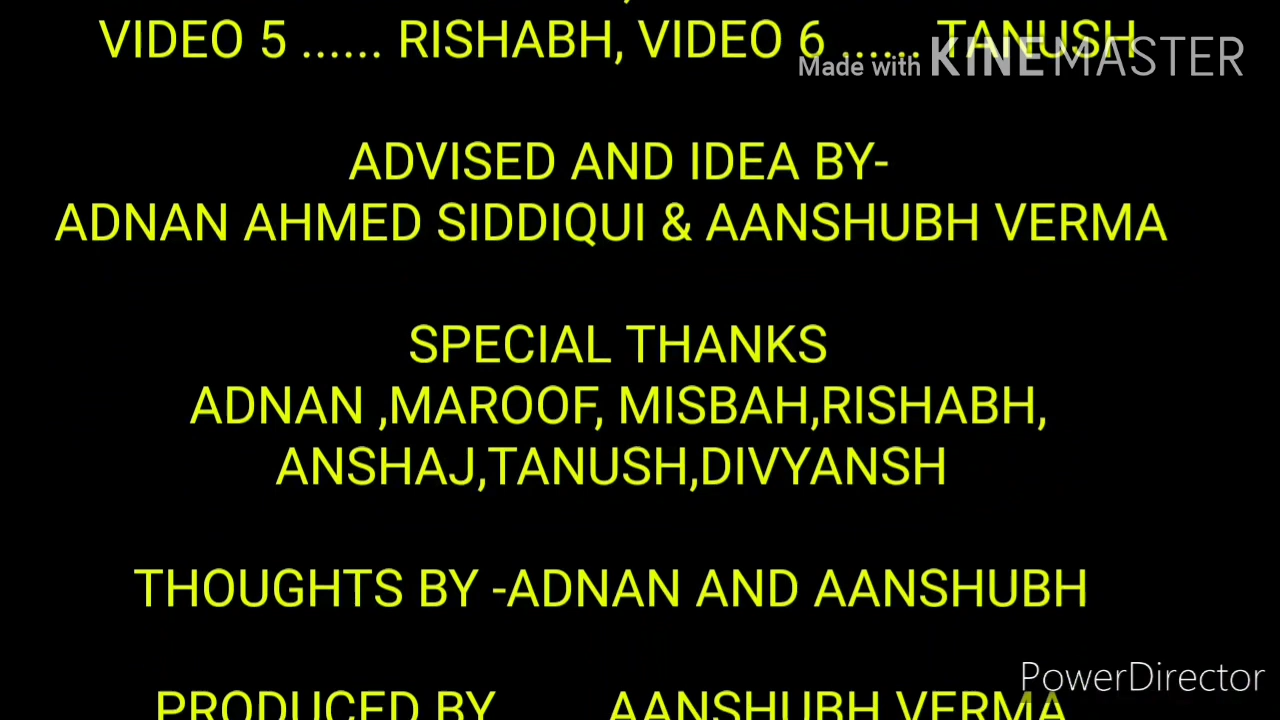 VIDEO 5 ...... RISHABH, VIDEO 6 ...... TANUSH
Made with KINEMASTER
ADVISED AND IDEA BY-
ADNAN AHMED SIDDIQUI & AANSHUBH VERMA
SPECIAL THANKS
ADNAN ,MAROOF, MISBAH,RISHABH,
ANSHAJ,TANUSH,DIVYANSH
THOUGHTS BY -ADNAN AND AANSHUBH
PowerDirector
PRODUCED BY AANSHUBH VERMA